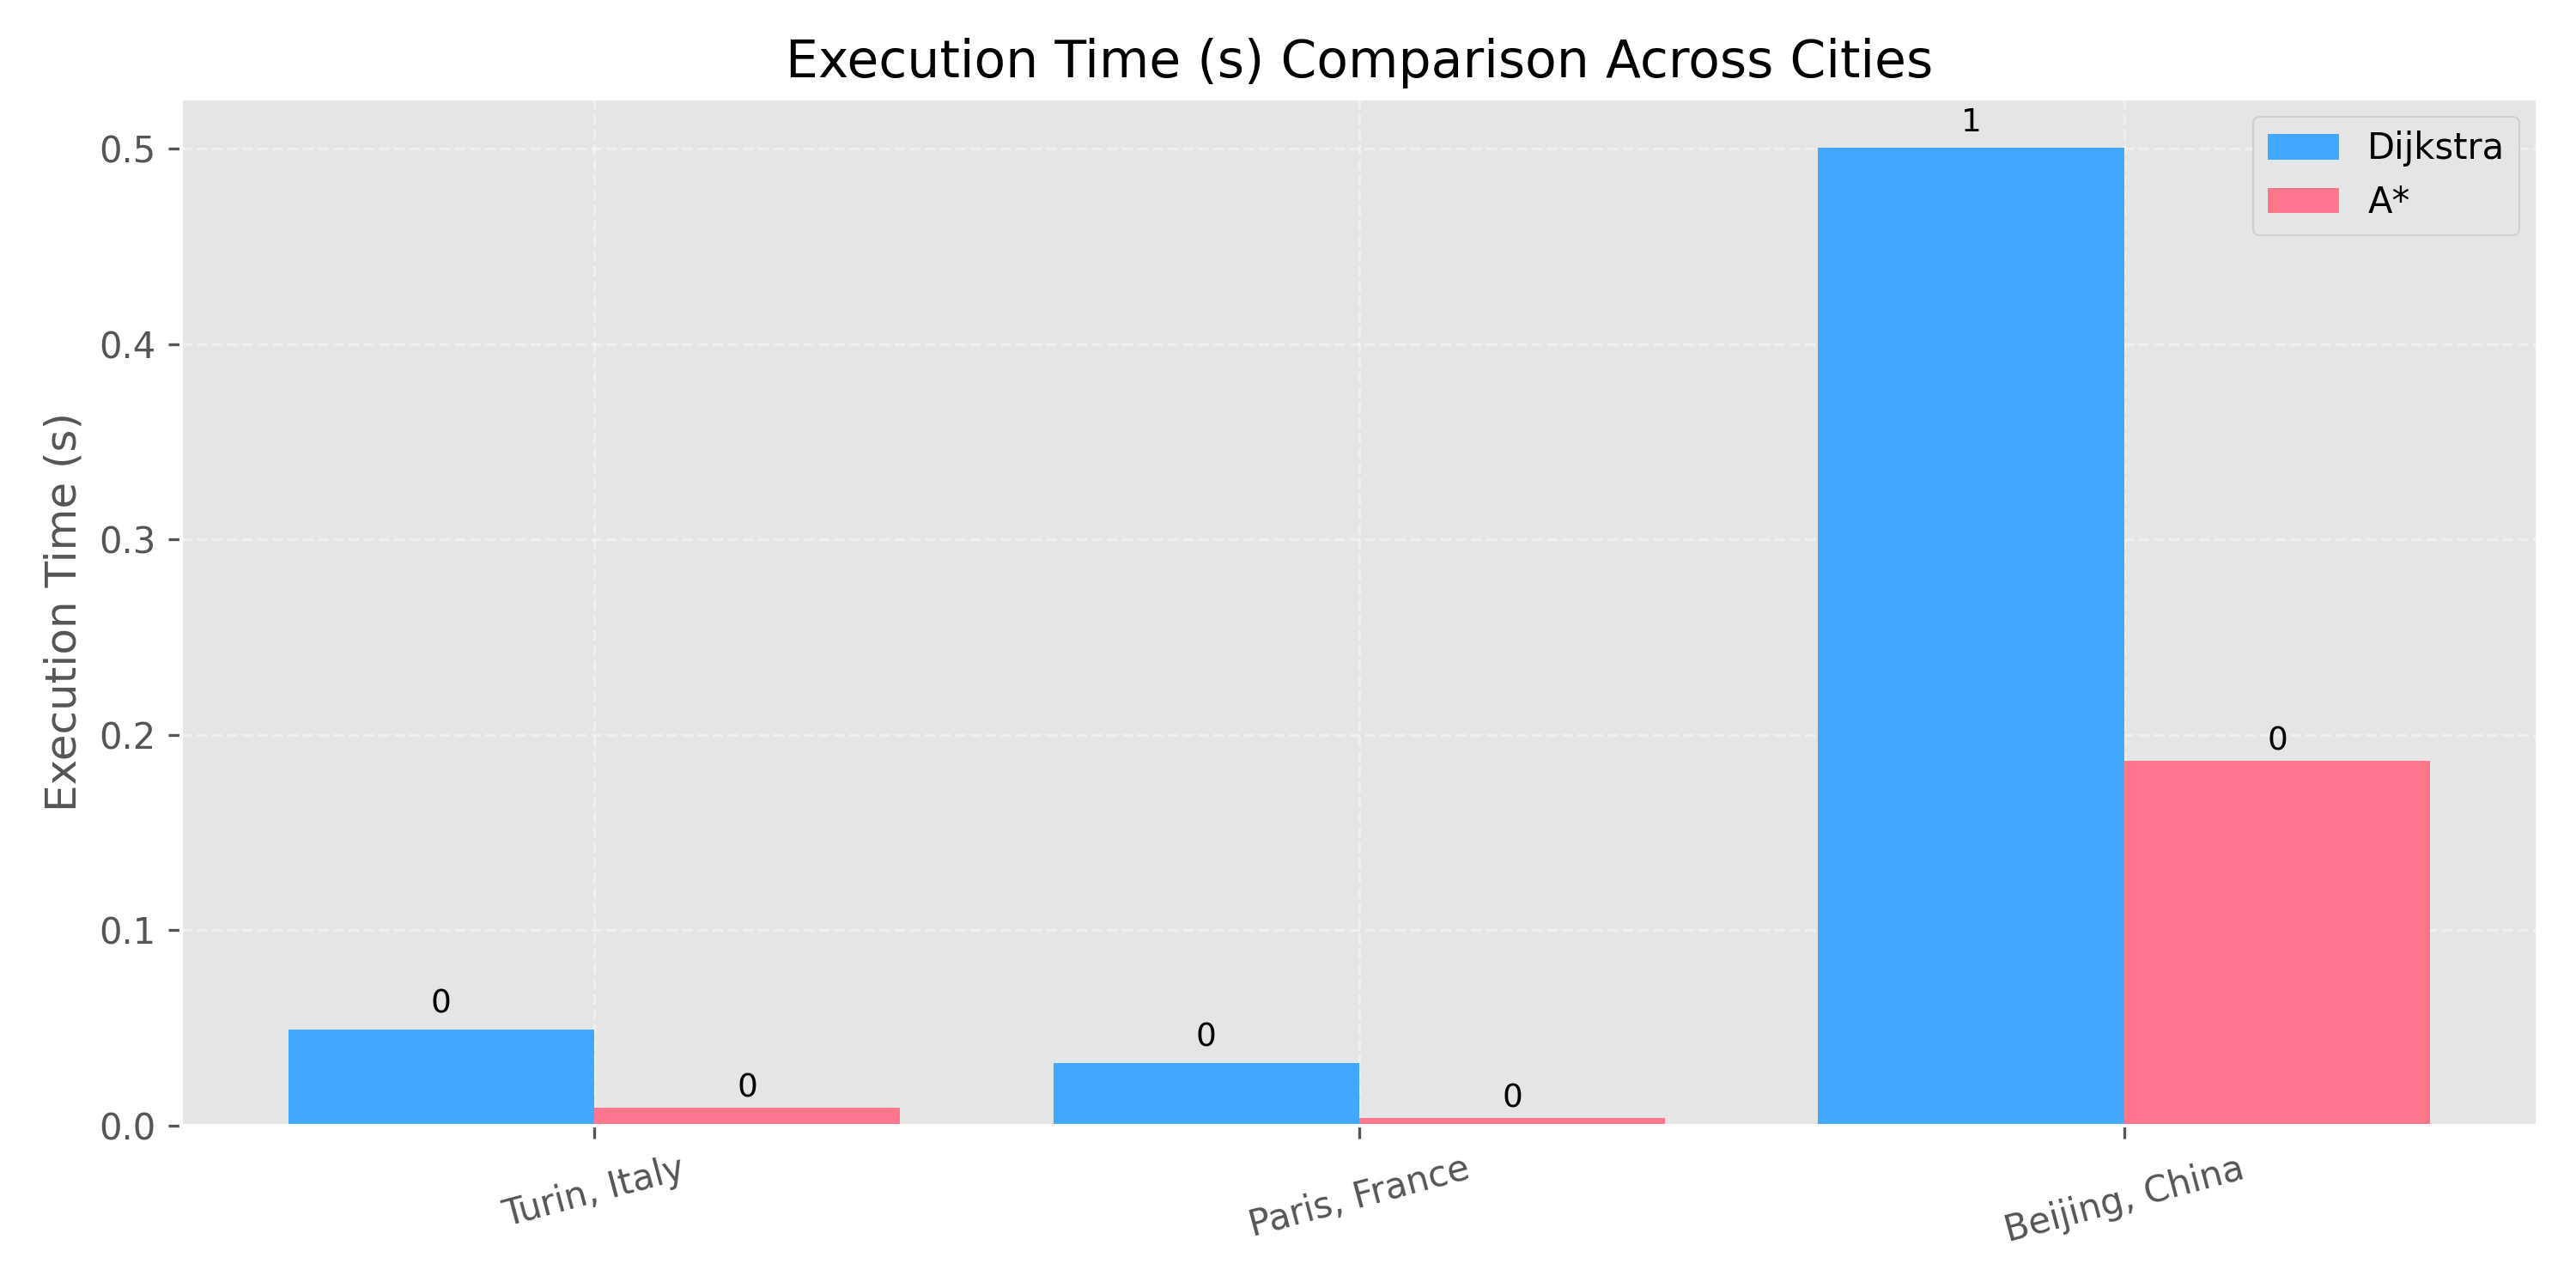 Execution Time (s) Comparison Across Cities
Execution Time (s)
0.5
0.4
0.3
0.2
0.1
0.0
0
0
0
0
1
0
Dijkstra
A*
Turin, Italy
Paris, France
Beijing, China